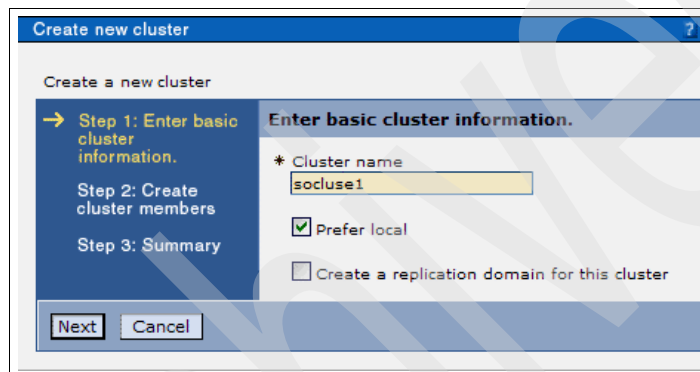 Create new cluster ?
Create a new cluster
Step 1: Enter basic
cluster
information.
Step 2: Create
cluster members
Step 3: Summary
Enter basic cluster information.
* Cluster name
socluse1
Prefer local
Create a replication domain for this cluster
Next Cancel